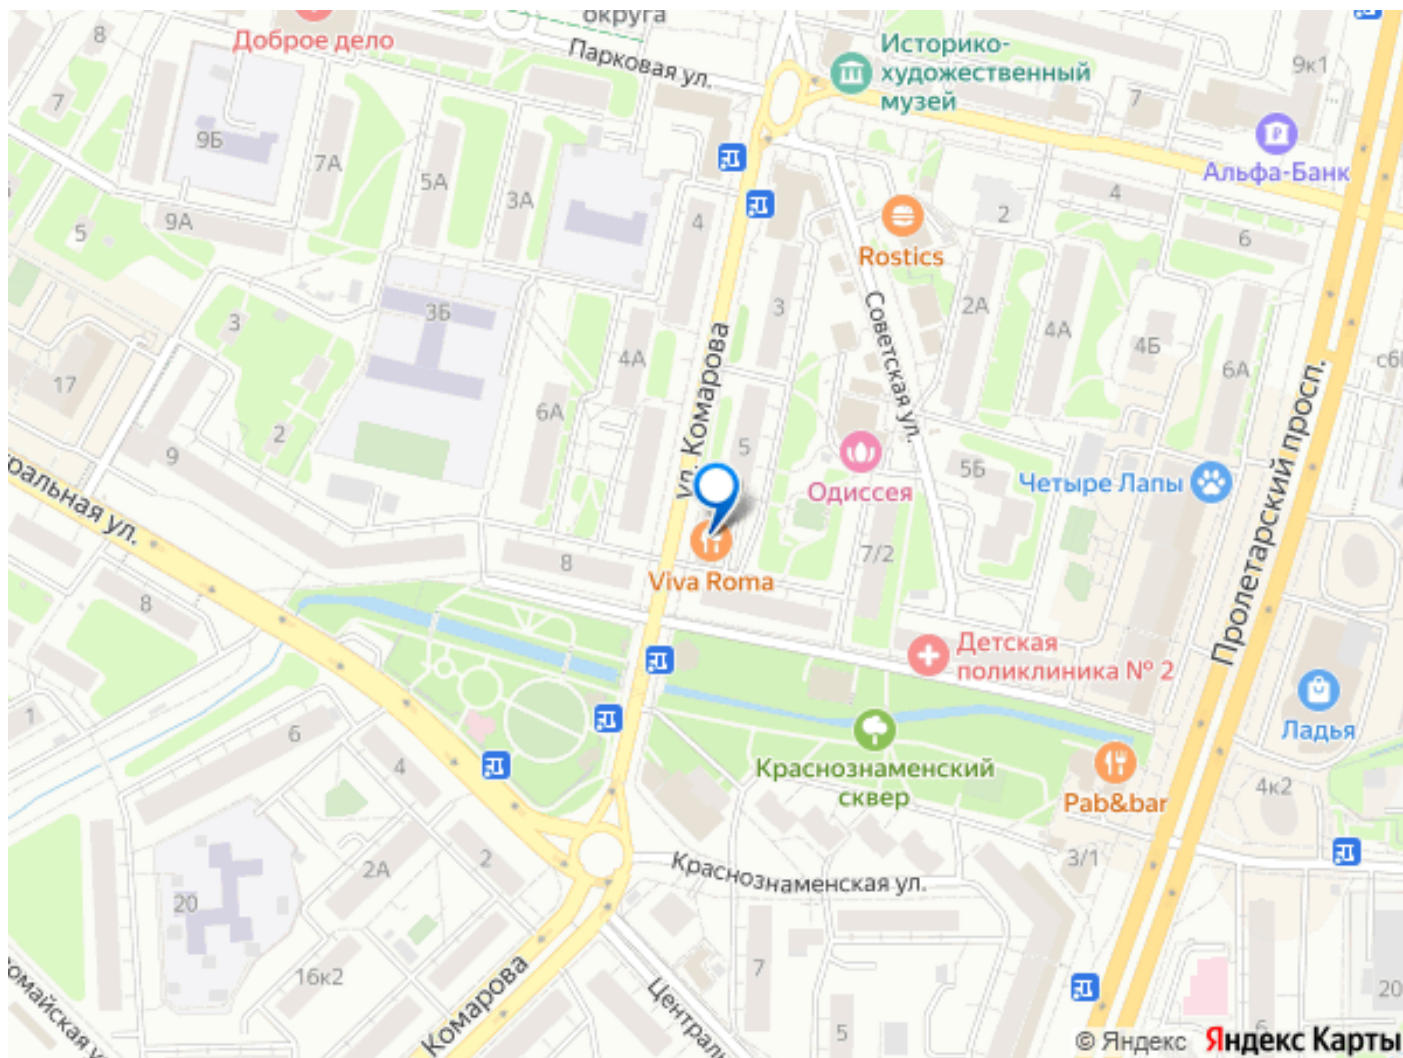 округа
Доброе дело
Парковая ул.
Историко-
художественный
музей
8
9к1
7
7
9Б
7А
5А
3А
4
Альфа-Банк
4
2
6
9А
5
Rostics
3Б
3
3
4А
2А
4А
4Б
6А
с6
17
ул. Комарова
Советская ул.
6А
2
9
5
5Б
Одиссея
Четыре Лапы
Пролетарский просп.
ральная ул.
8
7/2
Viva Roma
8
Детская
поликлиника № 2
1
6
4
Ладья
Краснознаменский
сквер
Pab&bar
4к2
2
2А
3/1
Краснознаменская ул.
20
16к2
7
20
омайская у
Комарова
Централь
5
6
© Яндекс Яндекс Карты